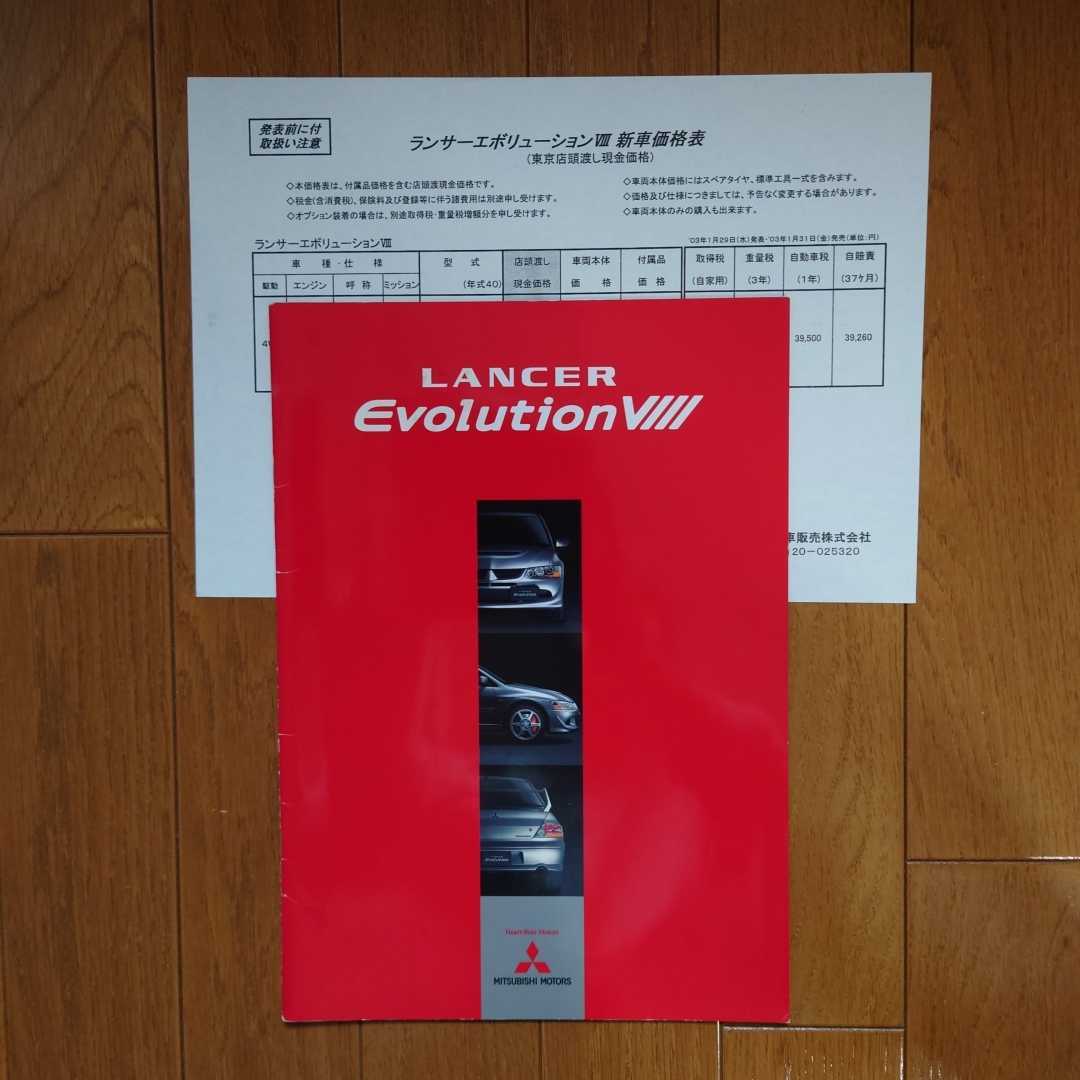 発表前に付
取扱い注意
ランサーエボリューションⅧ 新車価格表
（東京店頭渡し現金価格）
◇本価格表は、付属品価格を含む店頭渡現金価格です。
◇税金(含消費税)、保険料及び登録等に伴う諸費用は別途申し受けます。
◇オプション装着の場合は、別途取得税・重量税増額分を申し受けます。
◇車両本体価格にはスペアタイヤ、標準工具一式を含みます。
◇価格及び仕様につきましては、予告なく変更する場合があります。
◇車両本体のみの購入も出来ます。
ランサーエボリューションⅧ
'03年1月29日(水)発表・'03年1月31日(金)発売(単位:円)
車 種 ・ 仕 様 型 式 店頭渡し 車両本体 付属品 取得税 重量税 自動車税 自賠責
駆動 エンジン 呼 称 ミッション (年式40) 現金価格 価 格 価 格 (自家用) (3年) (1年) (37ケ月)
39,500 39,260
車販売株式会社
120-025320
LANCER
Evolution VIII
Heart-Beat Motors
MITSUBISHI MOTORS